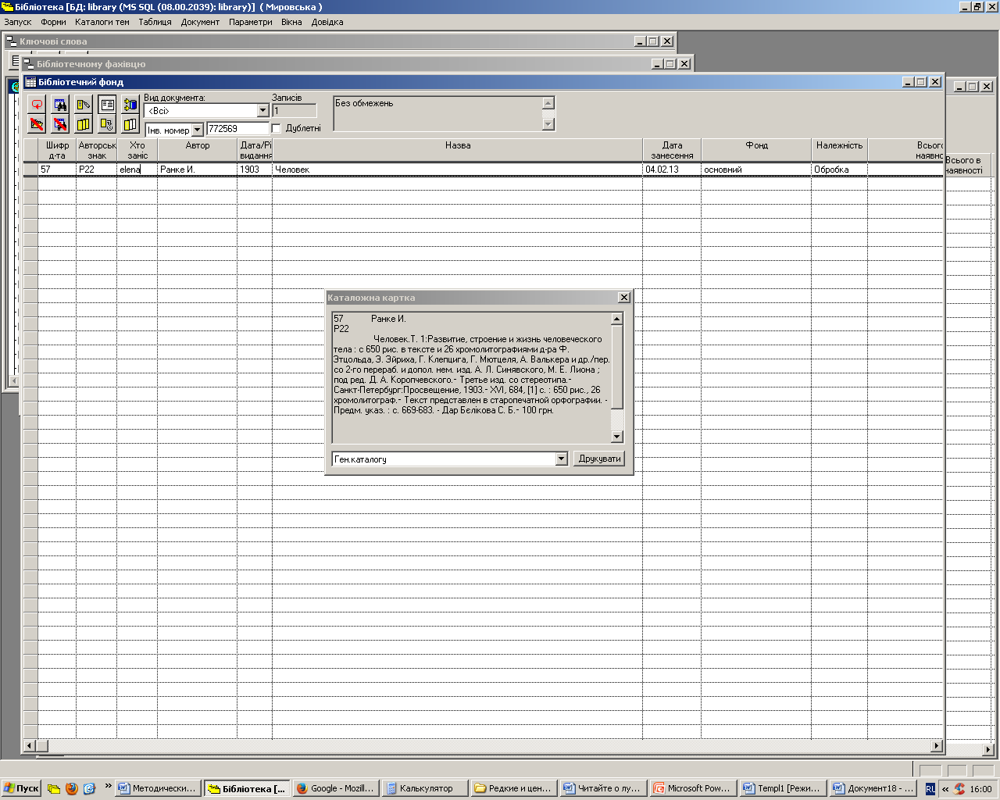 Бібліотека [БД: library (MS SQL (08.00.2039): library)] ( Мировська )
Запуск Форми Каталоги тем Таблиця Документ Параметри Вікна Довідка
Ключові слова
Бібліотечному фахівцю
Бібліотечний фонд
Вид документа: Записів
<Всі> 1 Без обмежень
Інв. номер 772569 Дублетні
Шифр д-та Авторськ знак Хто заніс Автор Дата/Рі видання Назва Дата занесення Фонд Належність Всього наявнос
Всього в наявності
57 Р22 elena Ранке И. 1903 Человек 04.02.13 основний Обробка
Каталожна картка
57 Ранке И.
Р22
Человек.Т. 1:Развитие, строение и жизнь человеческого
тела : с 650 рис. в тексте и 26 хромолитографиями д-ра Ф.
Этцольда, Э. Эйриха, Г. Клепцига, Г. Мютцеля, А. Валькера и др./пер.
со 2-го перераб. и допол. нем. изд. А. Л. Синявского, М. Е. Лиона ;
под ред. Д. А. Коропчевского.- Третье изд. со стереотипа.-
Санкт-Петербург:Просвещение, 1903.- XVI, 684, [1] с. : 650 рис., 26
хромолитограф.- Текст представлен в старопечатной орфографии. -
Предм. указ. : с. 669-683. - Дар Бєлікова С. Б.- 100 грн.
Ген.каталогу Друкувати
Пуск Методически... Бібліотека [... Google - Mozill... Калькулятор Редкие и цен... Читайте о лу... Microsoft Pow... Templ1 [Режи... Документ18 - ... RU 16:00